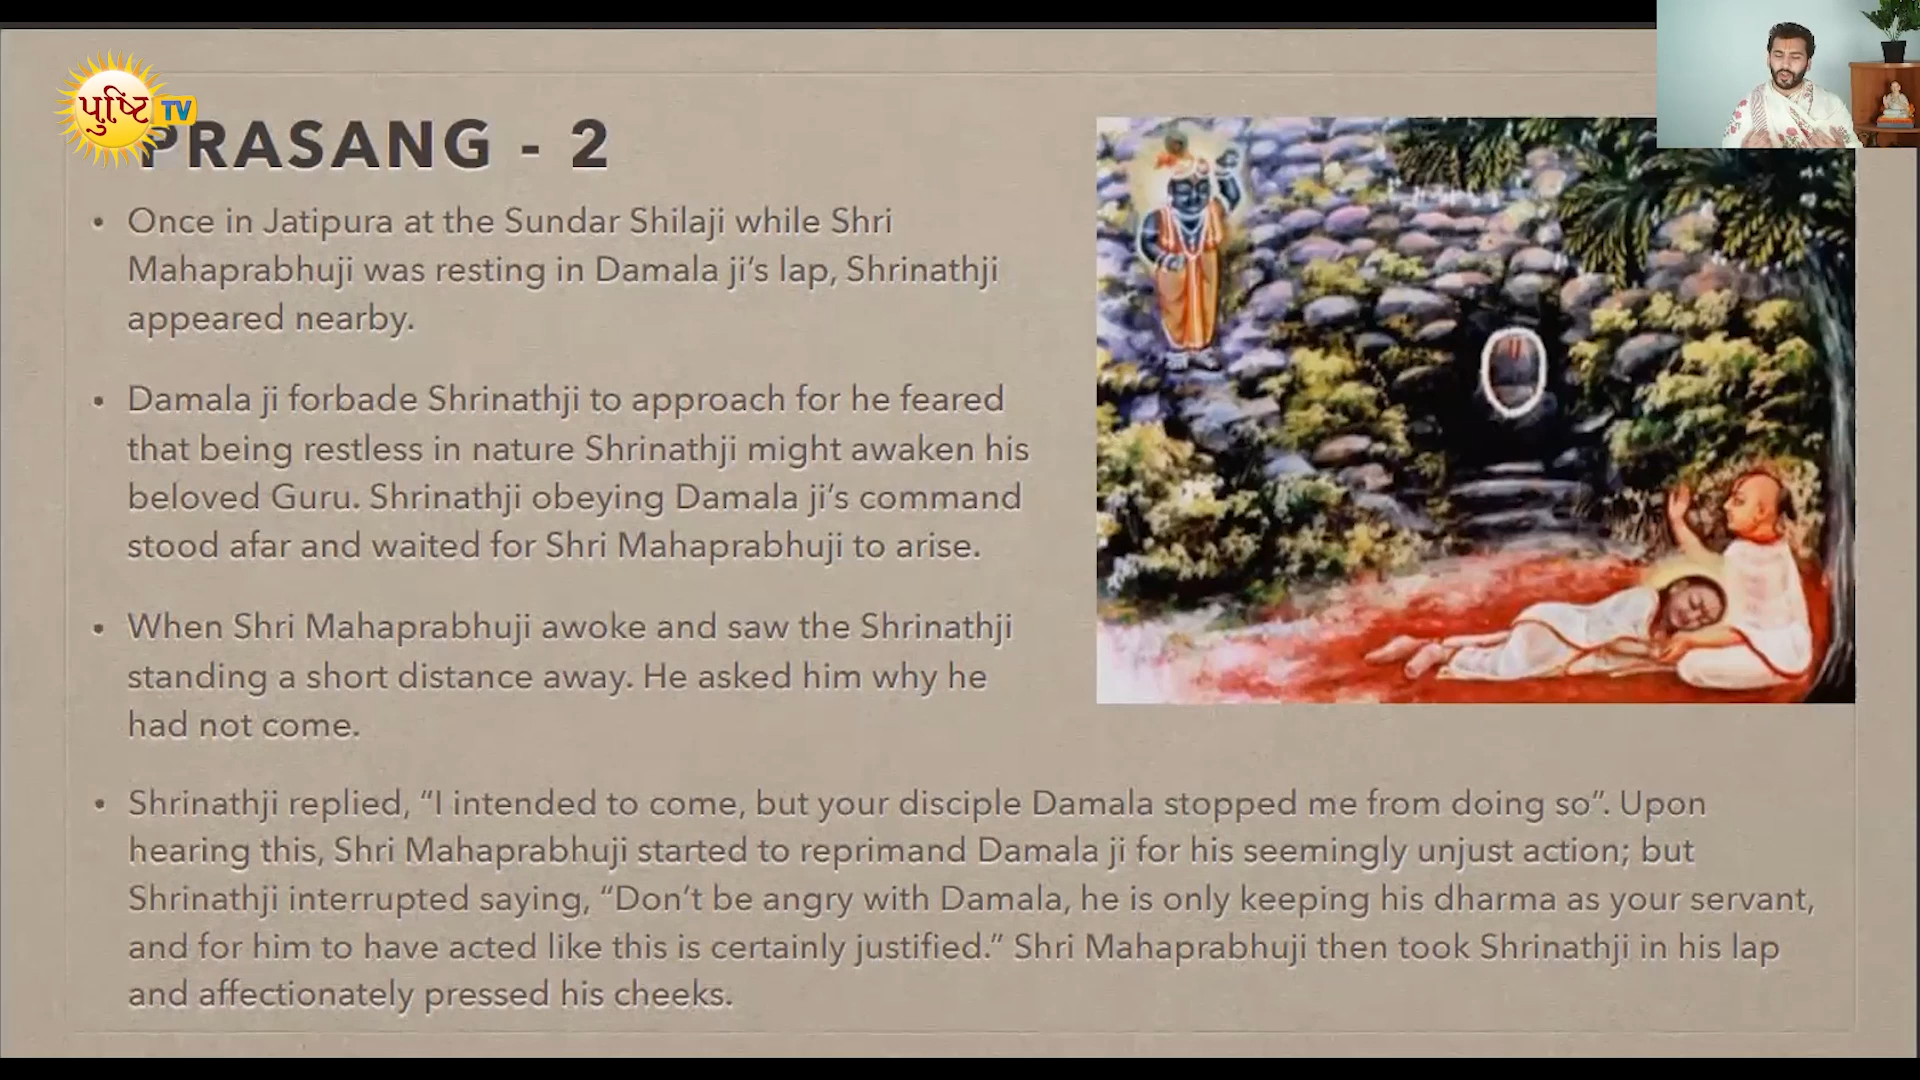 પુષ્ટિ TV
PRASANG - 2
• Once in Jatipura at the Sundar Shilaji while Shri
Mahaprabhuji was resting in Damala ji’s lap, Shrinathji
appeared nearby.
• Damala ji forbade Shrinathji to approach for he feared
that being restless in nature Shrinathji might awaken his
beloved Guru. Shrinathji obeying Damala ji’s command
stood afar and waited for Shri Mahaprabhuji to arise.
• When Shri Mahaprabhuji awoke and saw the Shrinathji
standing a short distance away. He asked him why he
had not come.
• Shrinathji replied, “I intended to come, but your disciple Damala stopped me from doing so”. Upon
hearing this, Shri Mahaprabhuji started to reprimand Damala ji for his seemingly unjust action; but
Shrinathji interrupted saying, “Don’t be angry with Damala, he is only keeping his dharma as your servant,
and for him to have acted like this is certainly justified.” Shri Mahaprabhuji then took Shrinathji in his lap
and affectionately pressed his cheeks.